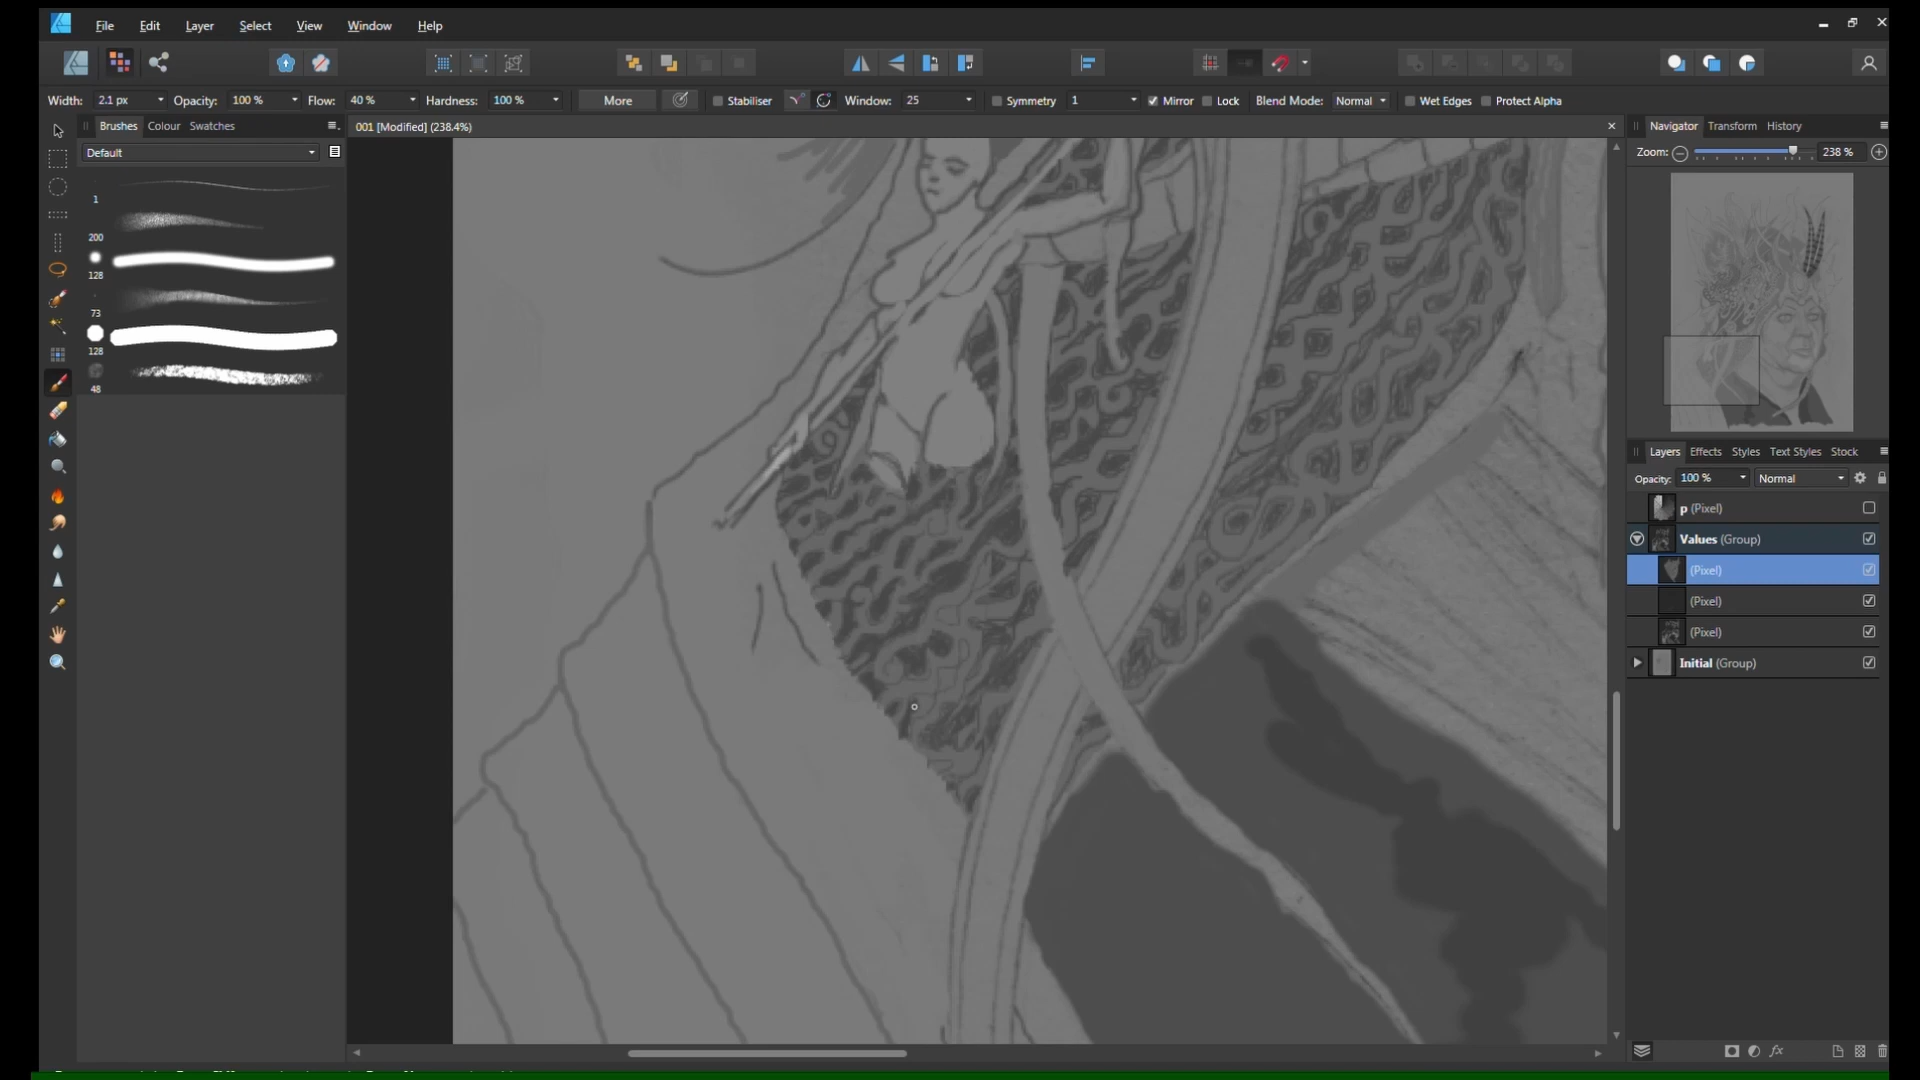 File Edit Layer Select View Window Help
Width: 2.1 px Opacity: 100 % Flow: 40 % Hardness: 100 % More Stabiliser Window: 25 Symmetry 1 Mirror Lock Blend Mode: Normal Wet Edges Protect Alpha
Brushes Colour Swatches
001 [Modified] (238.4%)
Navigator Transform History
Default
Zoom: 238 %
1
200
128
73
128
48
Layers Effects Styles Text Styles Stock
Opacity: 100 % Normal
p (Pixel)
Values (Group)
(Pixel)
(Pixel)
(Pixel)
Initial (Group)
fx